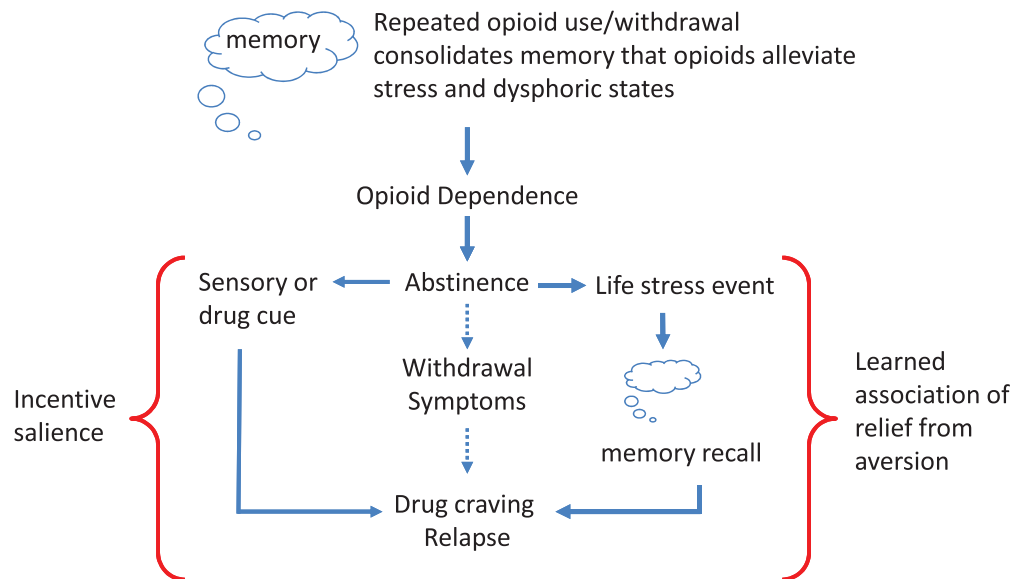 memory
Repeated opioid use/withdrawal
consolidates memory that opioids alleviate
stress and dysphoric states
Opioid Dependence
Sensory or
drug cue
Abstinence
Life stress event
Withdrawal
Symptoms
Incentive
salience
Learned
association of
relief from
aversion
memory recall
Drug craving
Relapse